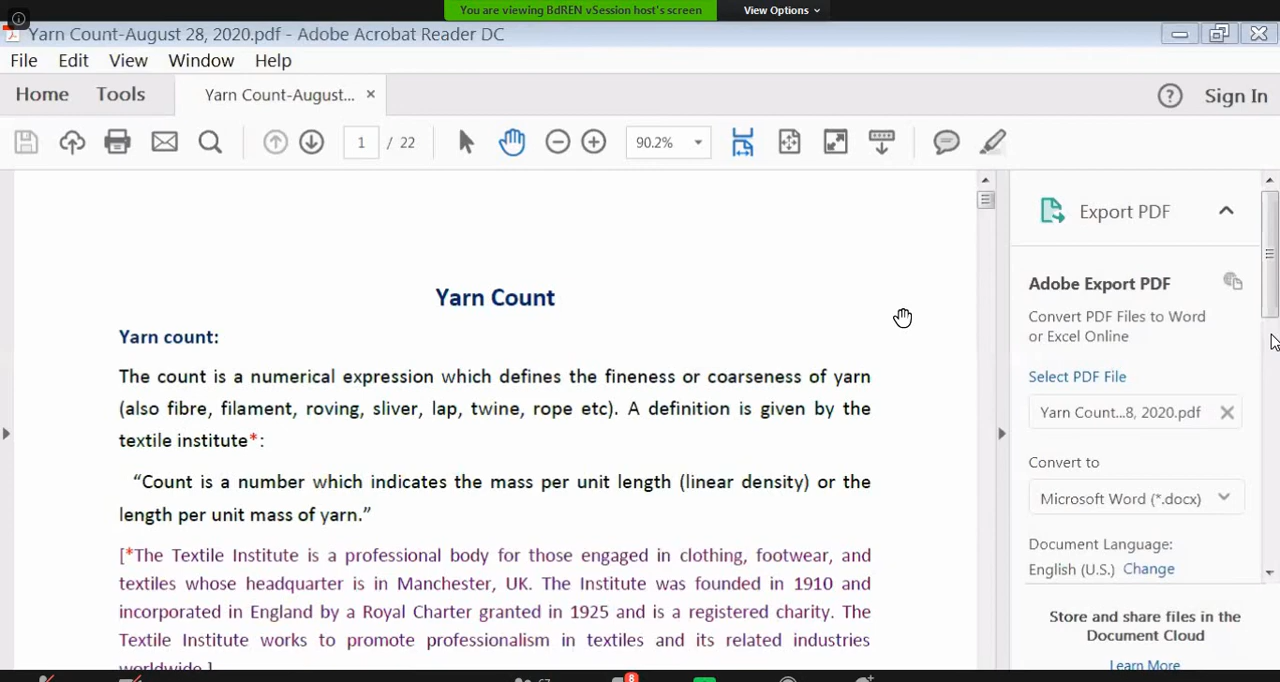 You are viewing BdREN vSession host's screen View Options
Yarn Count-August 28, 2020.pdf - Adobe Acrobat Reader DC
File Edit View Window Help
Home Tools Yarn Count-August... × ? Sign In
1 / 22 90.2%
Export PDF
Adobe Export PDF
Convert PDF Files to Word
or Excel Online
Select PDF File
Yarn Count...8, 2020.pdf
Convert to
Microsoft Word (*.docx)
Document Language:
English (U.S.) Change
Store and share files in the
Document Cloud
Learn More
Yarn Count
Yarn count:
The count is a numerical expression which defines the fineness or coarseness of yarn
(also fibre, filament, roving, sliver, lap, twine, rope etc). A definition is given by the
textile institute*:
“Count is a number which indicates the mass per unit length (linear density) or the
length per unit mass of yarn.”
[*The Textile Institute is a professional body for those engaged in clothing, footwear, and
textiles whose headquarter is in Manchester, UK. The Institute was founded in 1910 and
incorporated in England by a Royal Charter granted in 1925 and is a registered charity. The
Textile Institute works to promote professionalism in textiles and its related industries
worldwide.]
8